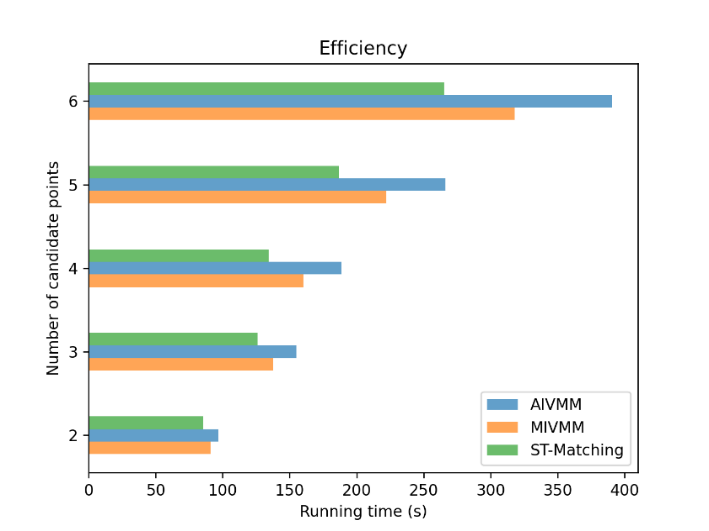 Efficiency
Number of candidate points
6
5
4
3
2
AIVMM
MIVMM
ST-Matching
0 50 100 150 200 250 300 350 400
Running time (s)